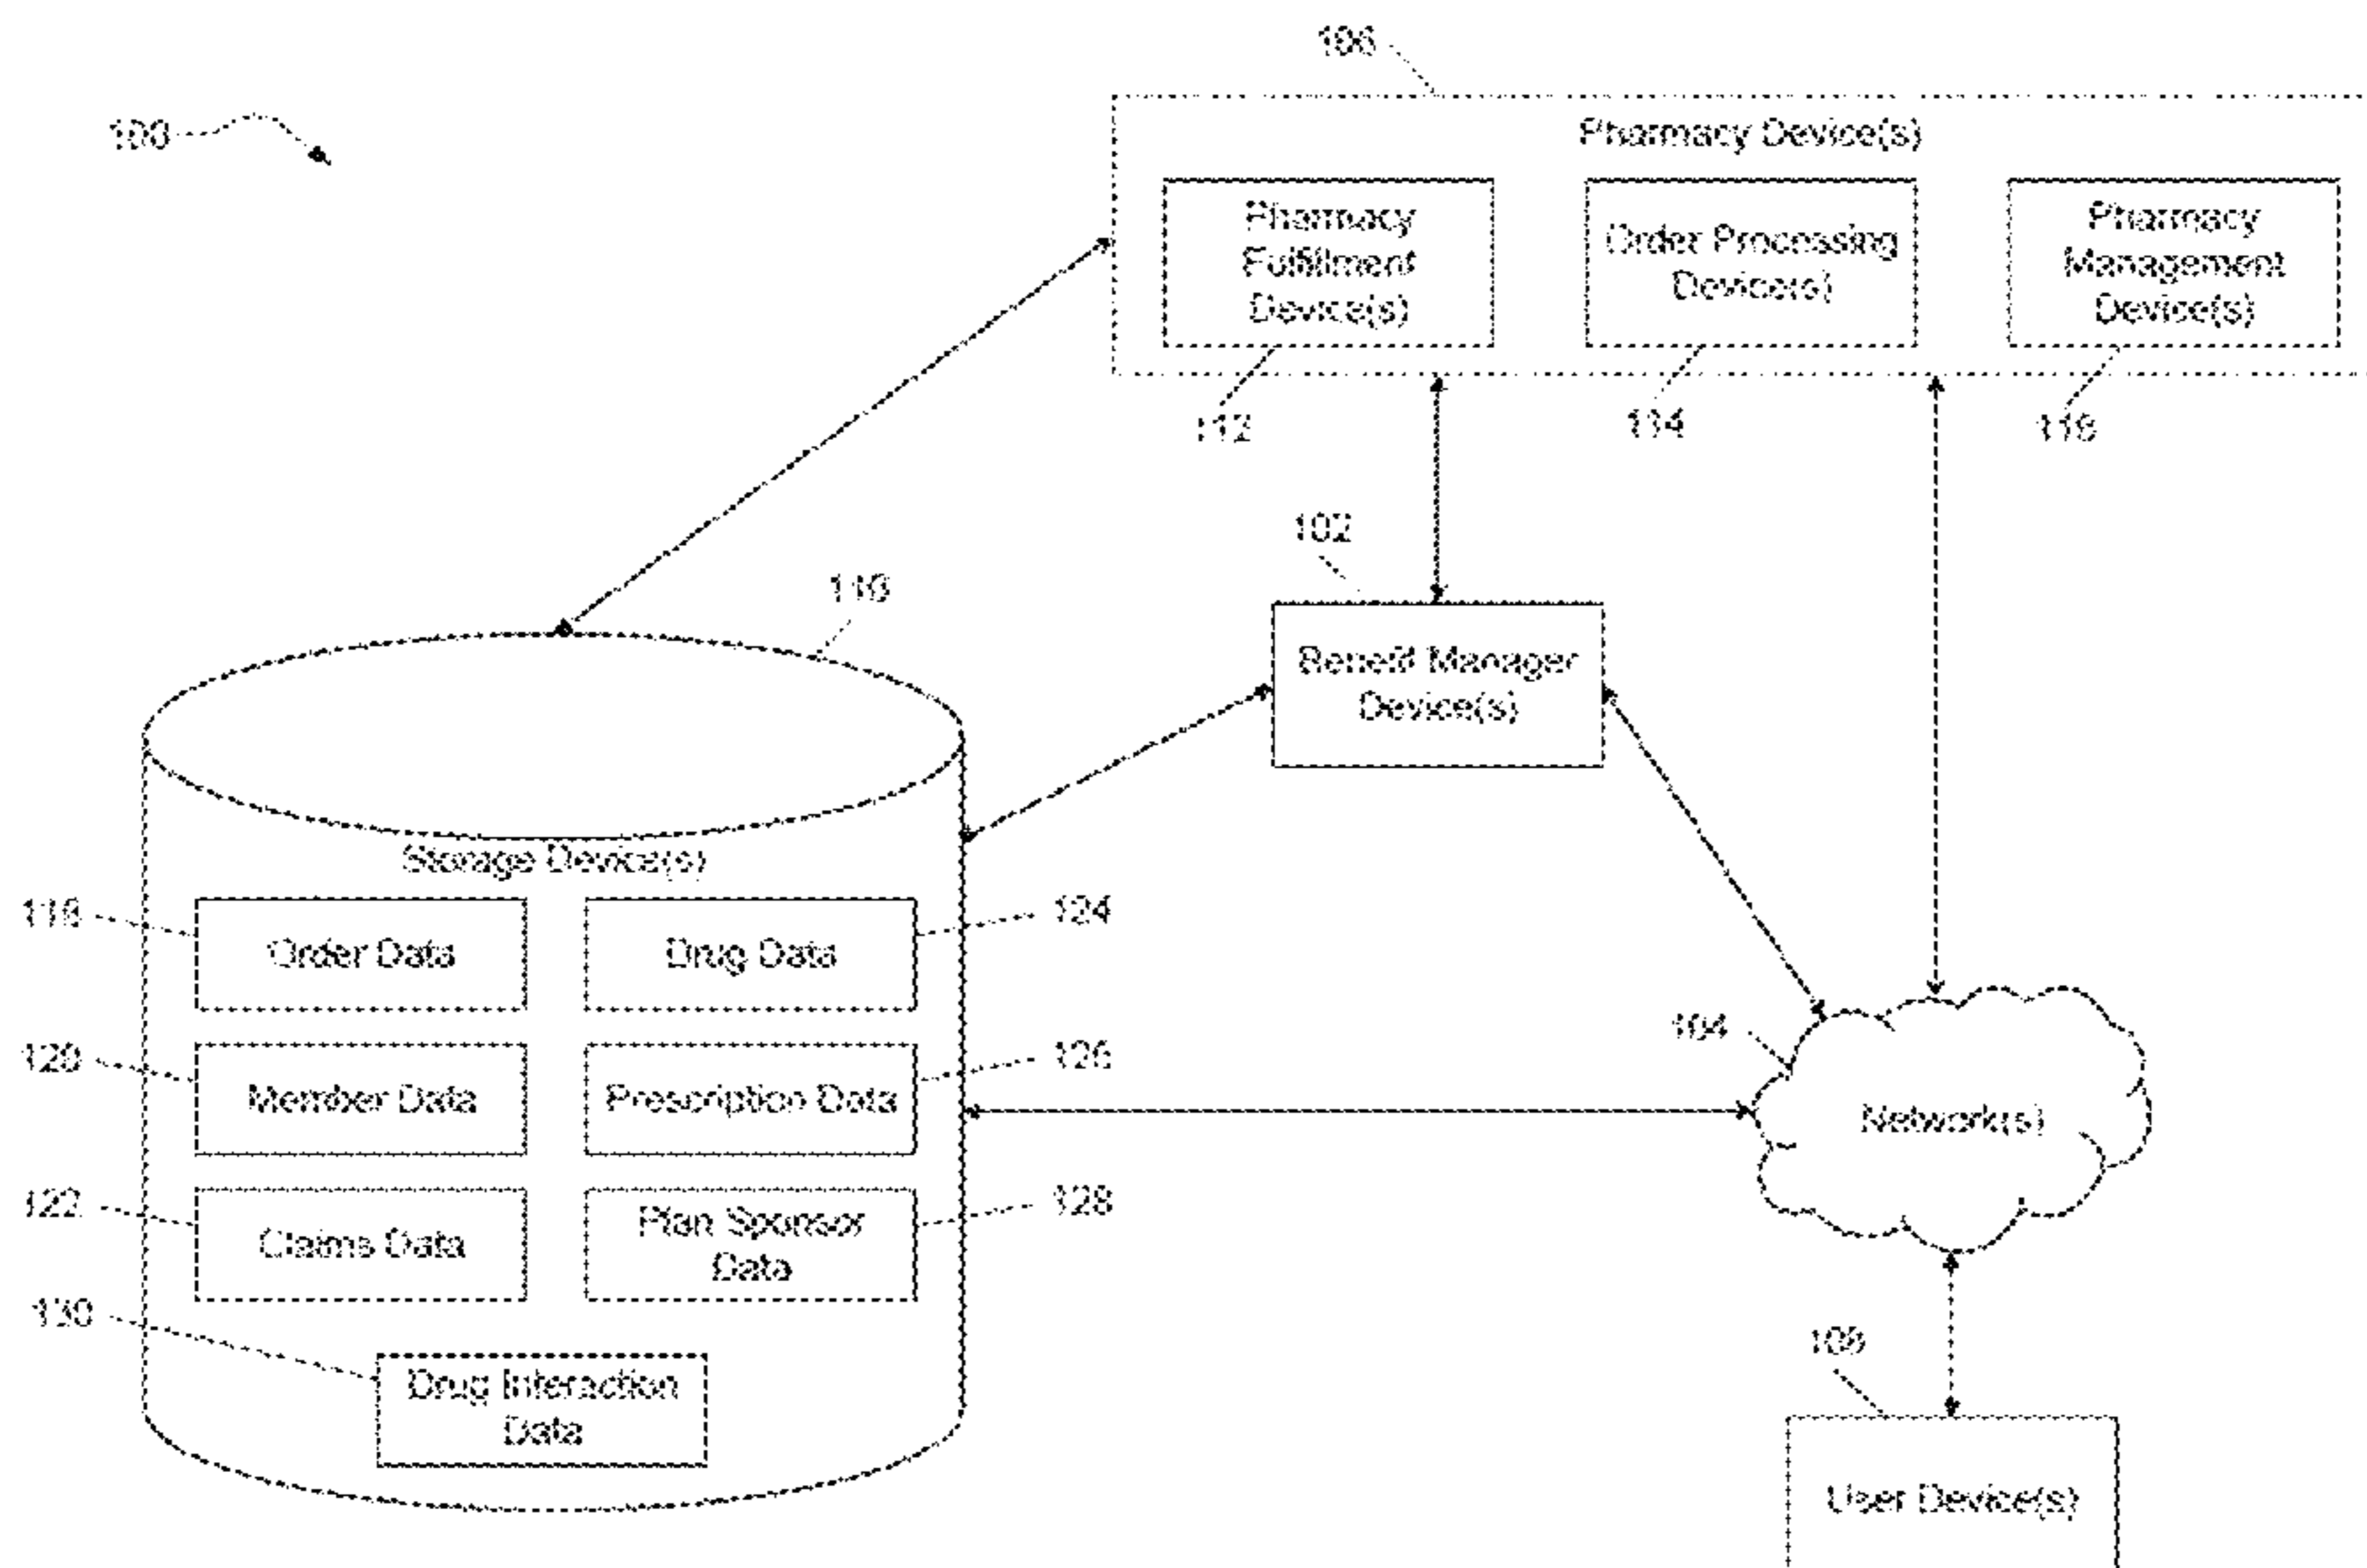 106
100
Pharmacy Device(s)
Pharmacy
Fulfillment
Device(s)
Order Processing
Device(s)
Pharmacy
Management
Device(s)
112
114
102
110
Benefit Manager
Device(s)
Storage Device(s)
118
Order Data
Drug Data
124
104
120
Member Data
Prescription Data
126
Network(s)
122
Claims Data
Plan Sponsor
Data
128
130
Drug Interaction
Data
108
User Device(s)